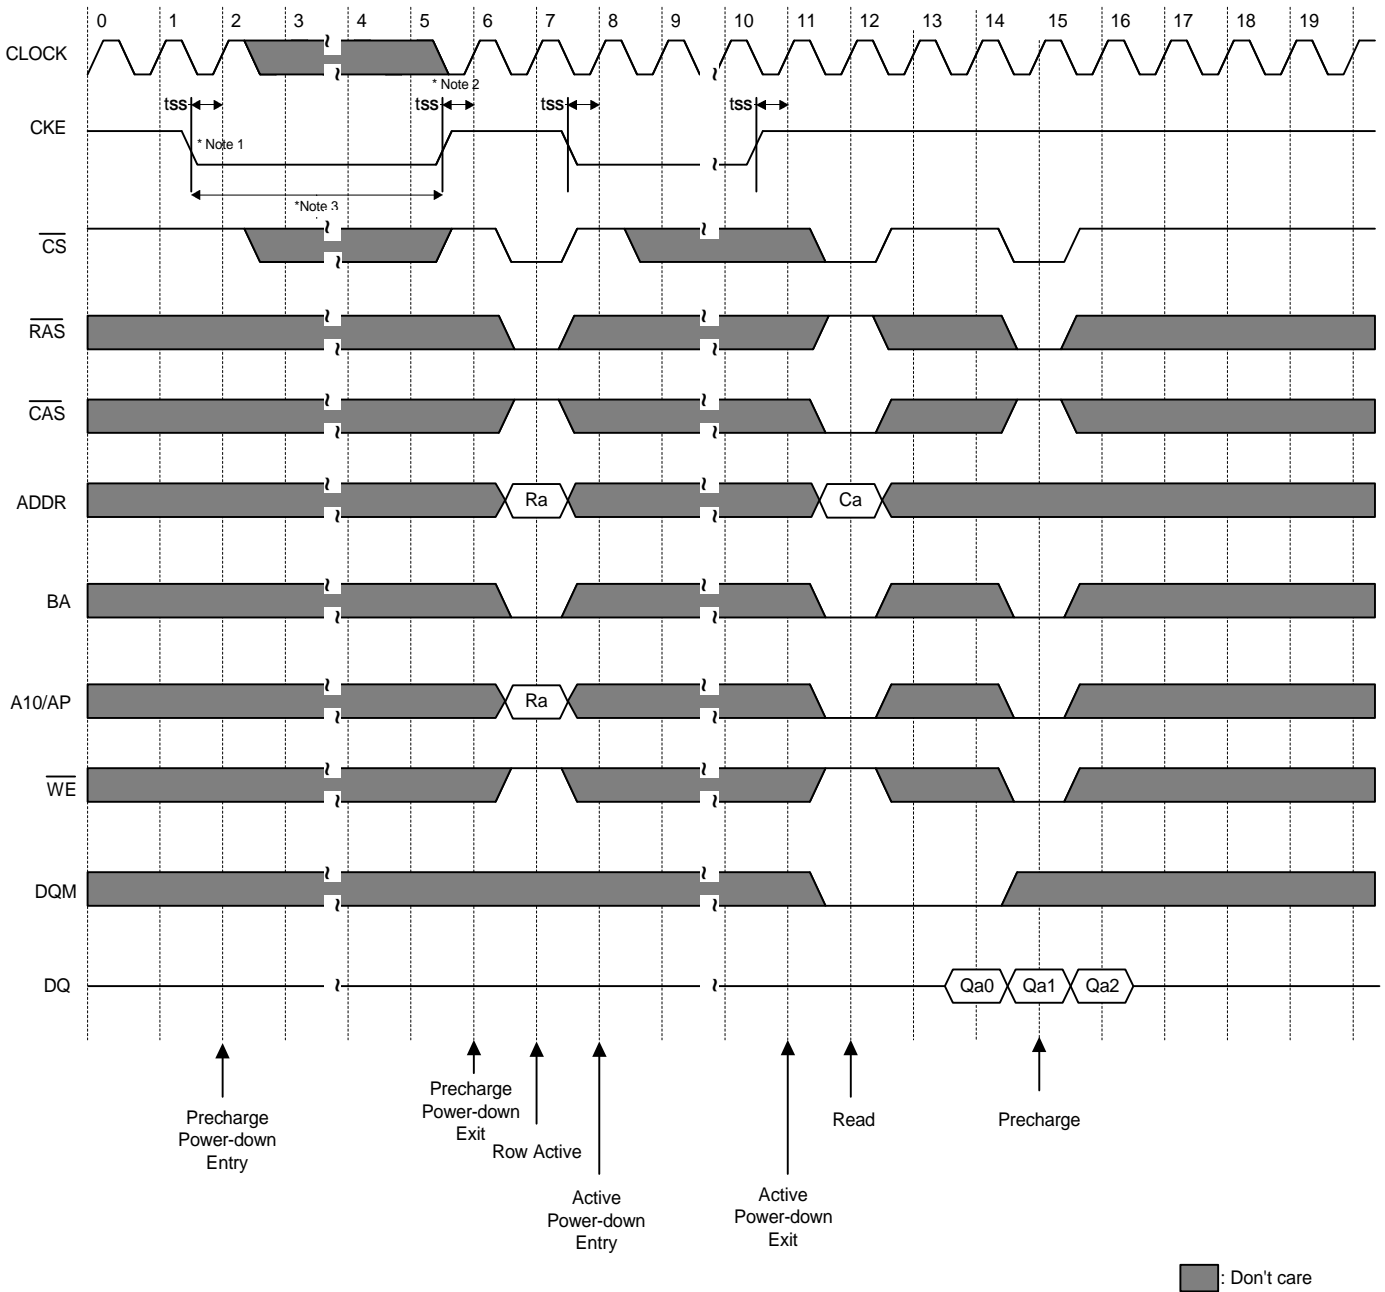 0 1 2 3 4 5 6 7 8 9 10 11 12 13 14 15 16 17 18 19
CLOCK
* Note 2
tss tss tss tss
CKE
* Note 1
*Note 3
CS
RAS
CAS
ADDR Ra Ca
BA
A10/AP Ra
WE
DQM
DQ Qa0 Qa1 Qa2
Precharge
Power-down
Entry
Precharge
Power-down
Exit
Row Active
Active
Power-down
Entry
Active
Power-down
Exit
Read
Precharge
: Don't care